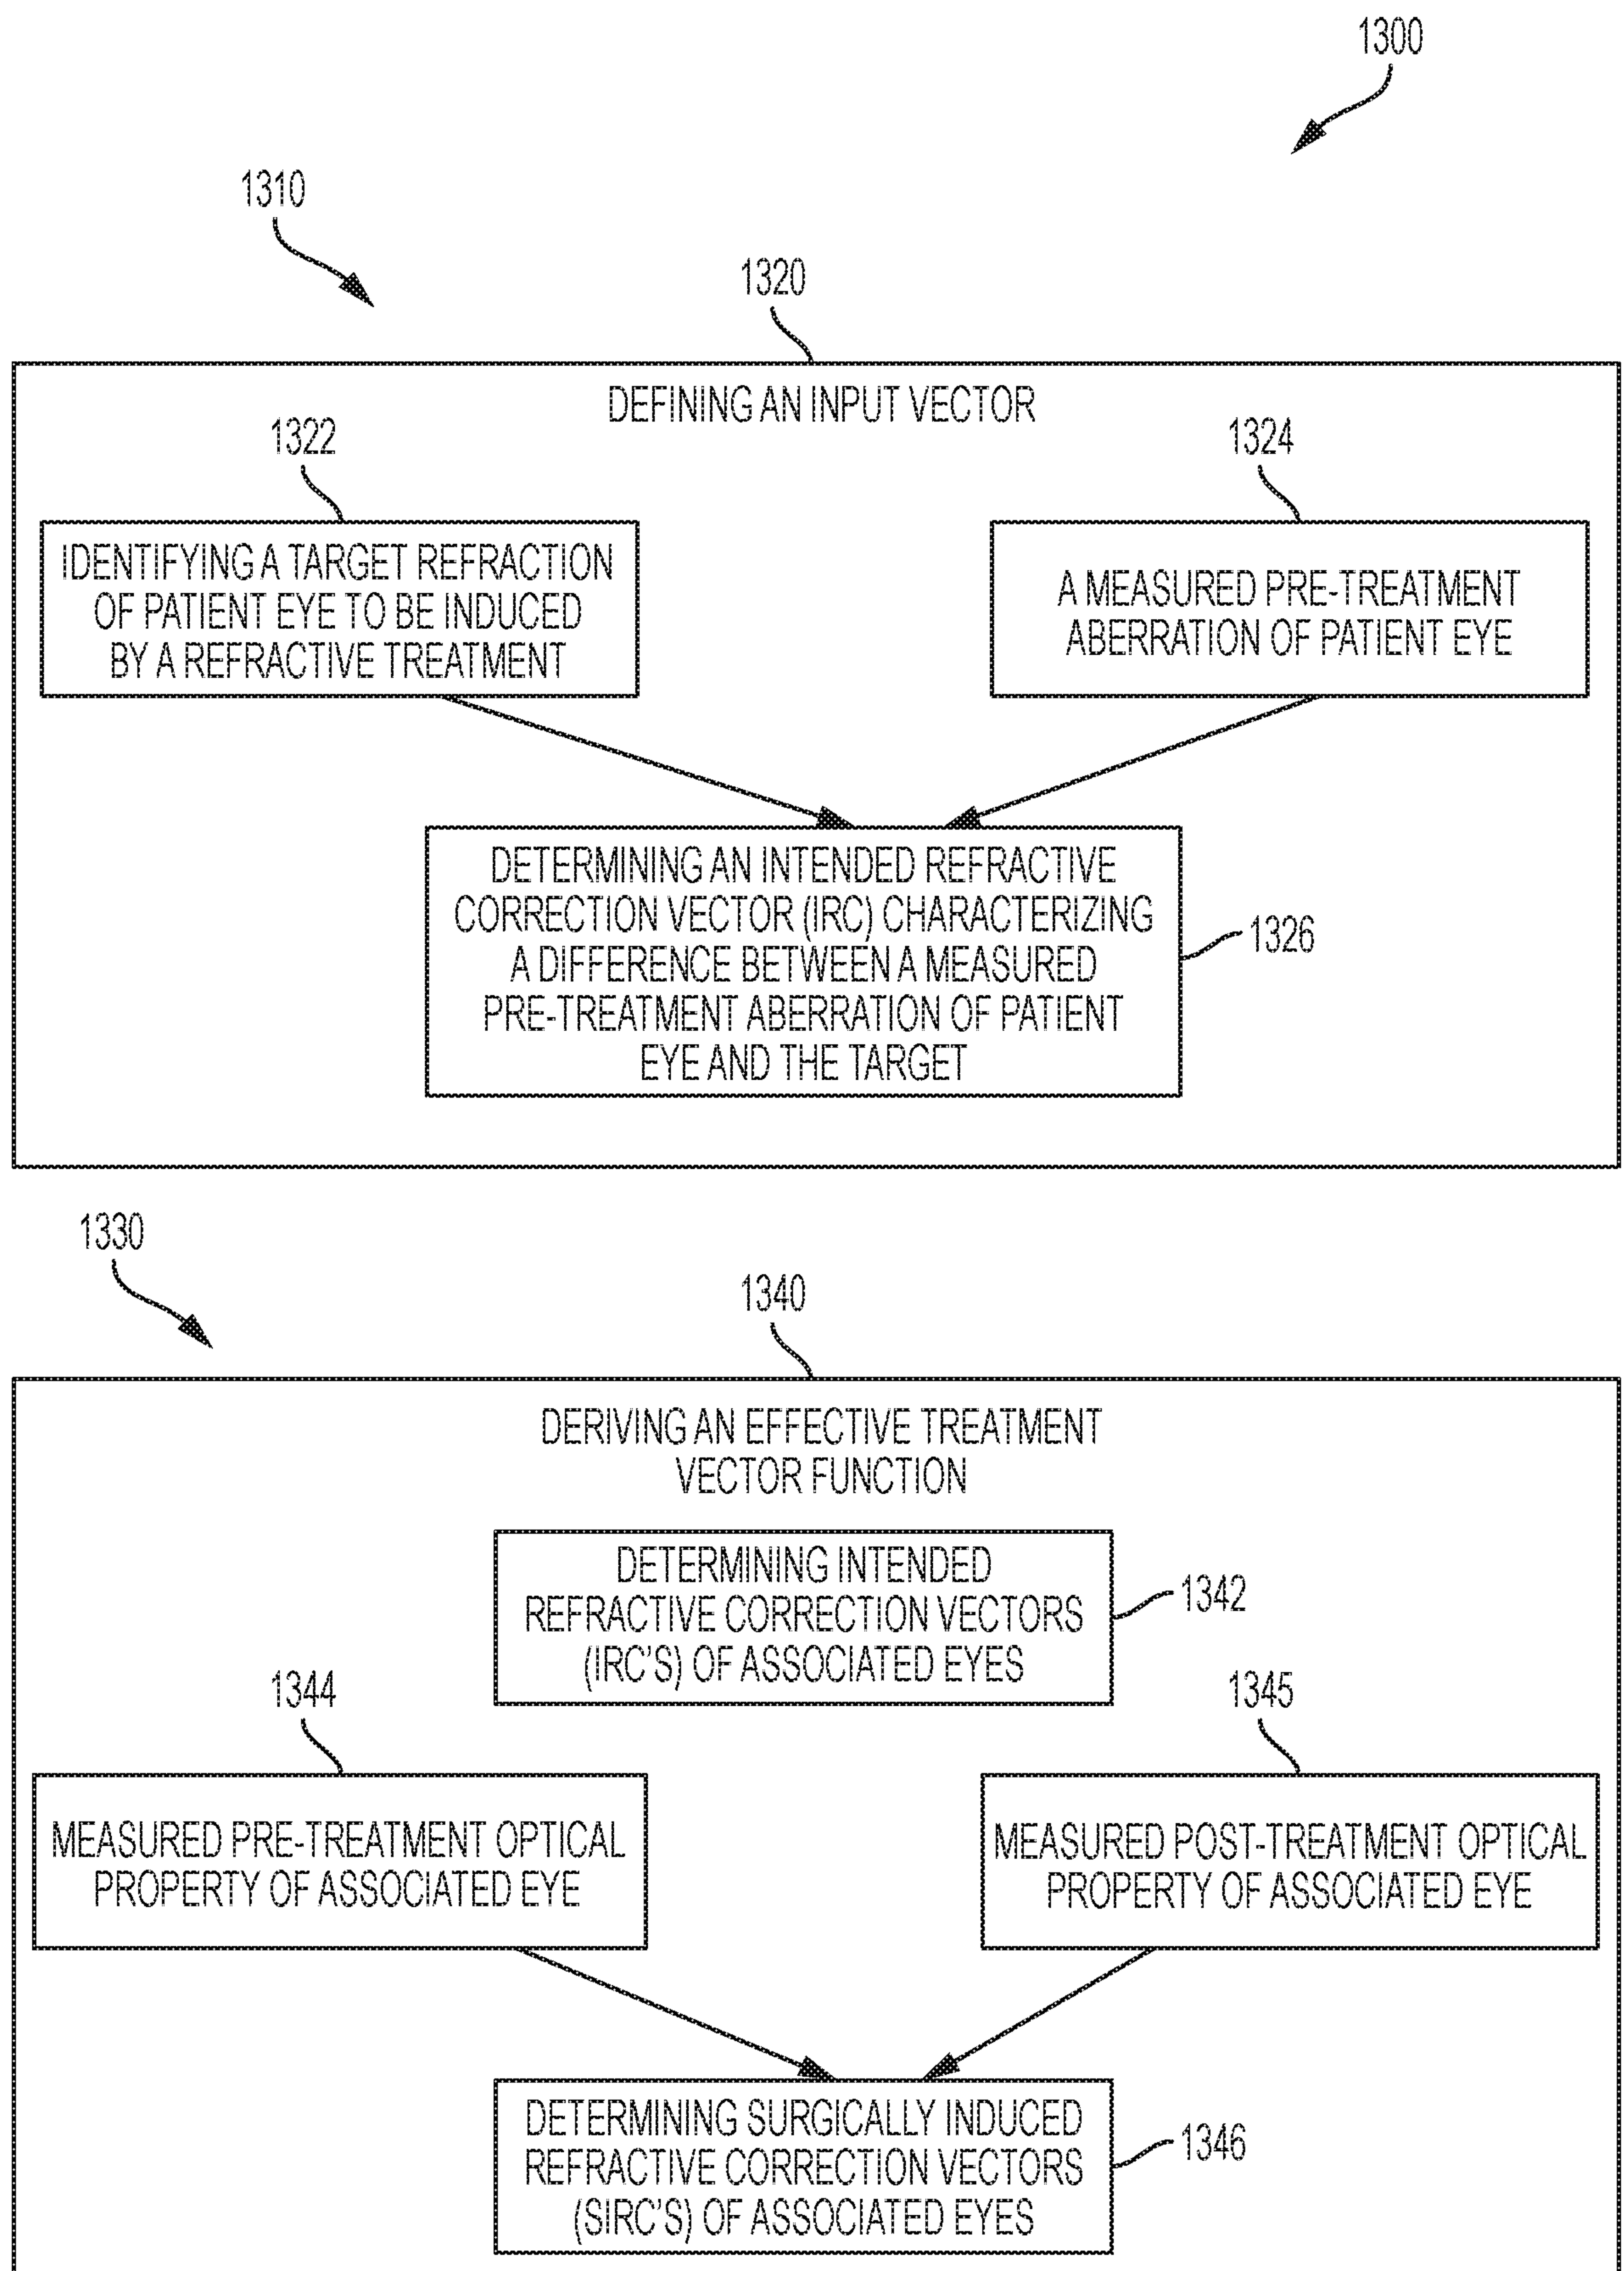 1300
1310
1320
DEFINING AN INPUT VECTOR
1322
1324
IDENTIFYING A TARGET REFRACTION
OF PATIENT EYE TO BE INDUCED
BY A REFRACTIVE TREATMENT
A MEASURED PRE-TREATMENT
ABERRATION OF PATIENT EYE
DETERMINING AN INTENDED REFRACTIVE
CORRECTION VECTOR (IRC) CHARACTERIZING
A DIFFERENCE BETWEEN A MEASURED
PRE-TREATMENT ABERRATION OF PATIENT
EYE AND THE TARGET
1326
1330
1340
DERIVING AN EFFECTIVE TREATMENT
VECTOR FUNCTION
DETERMINING INTENDED
REFRACTIVE CORRECTION VECTORS
(IRC'S) OF ASSOCIATED EYES
1342
1344
1345
MEASURED PRE-TREATMENT OPTICAL
PROPERTY OF ASSOCIATED EYE
MEASURED POST-TREATMENT OPTICAL
PROPERTY OF ASSOCIATED EYE
DETERMINING SURGICALLY INDUCED
REFRACTIVE CORRECTION VECTORS
(SIRC'S) OF ASSOCIATED EYES
1346